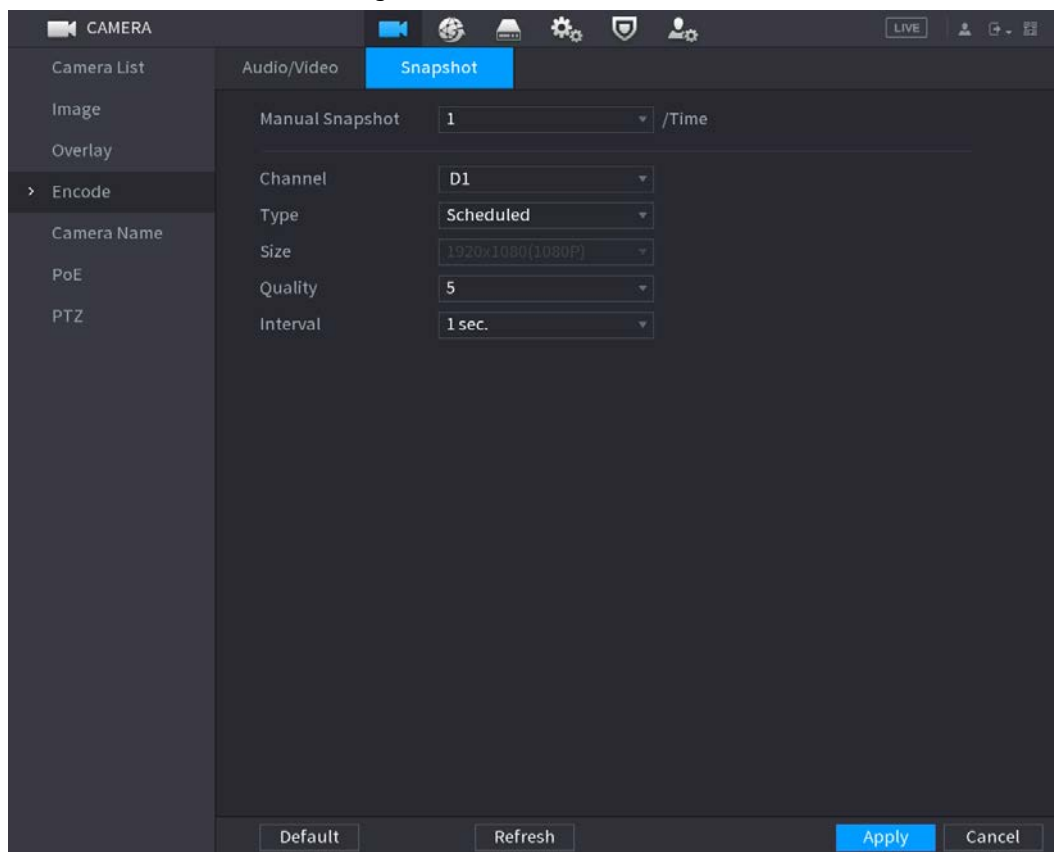 CAMERA
LIVE
Camera List
Image
Overlay
Encode
Camera Name
PoE
PTZ
Audio/Video
Snapshot
Manual Snapshot 1 /Time
Channel D1
Type Scheduled
Size 1920x1080(1080P)
Quality 5
Interval 1 sec.
Default
Refresh
Apply
Cancel